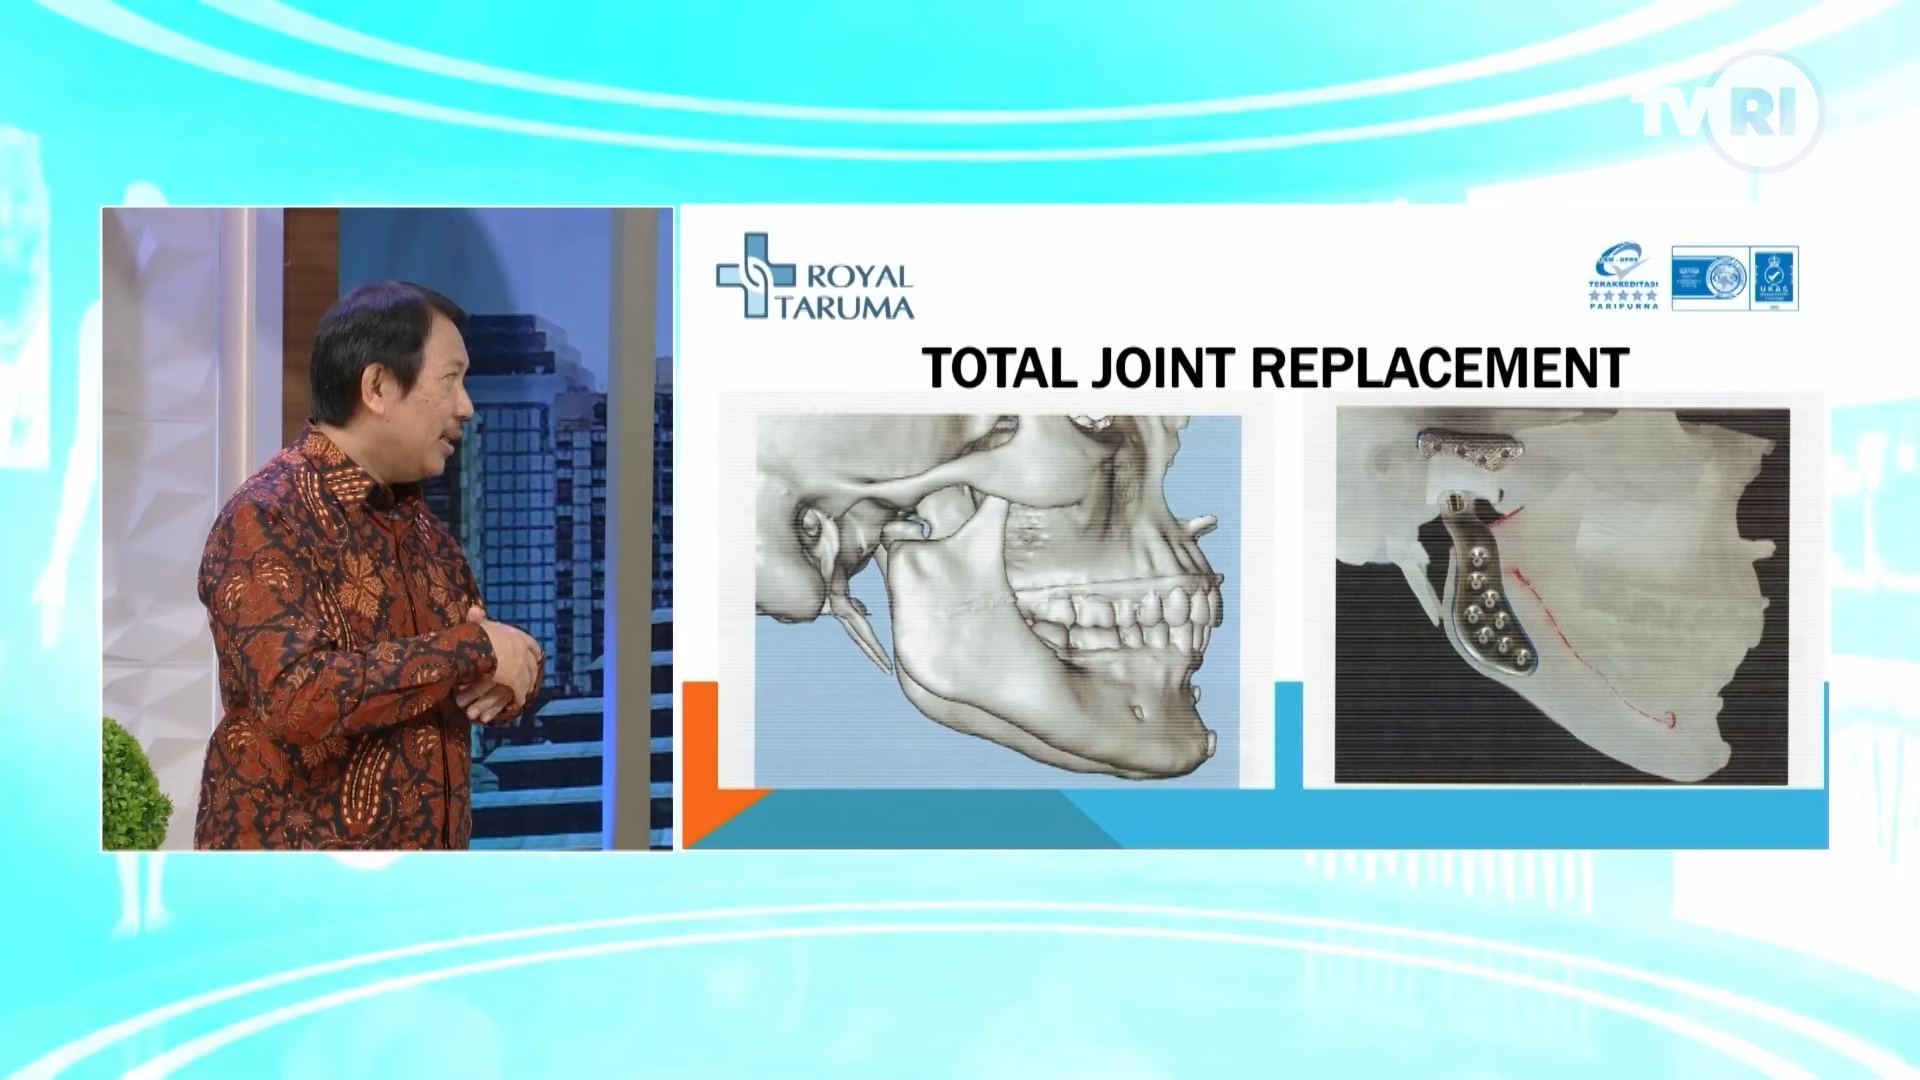 TVRI
ROYAL
TARUMA
TERAKREDITASI
PARIPURNA
UKAS
TOTAL JOINT REPLACEMENT